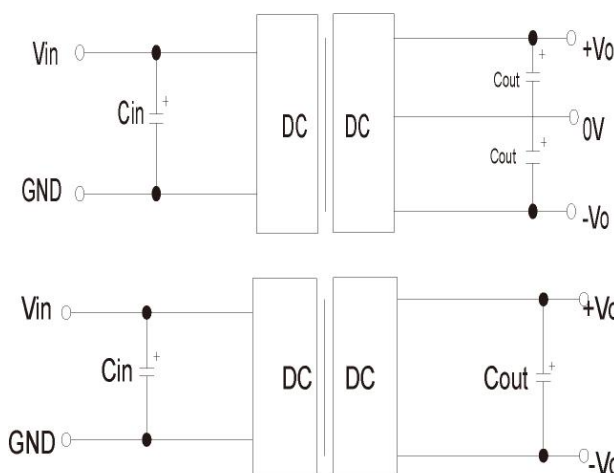 Vin
Cin
GND
DC
DC
Cout
Cout
+Vo
0V
-Vo
Vin
Cin
GND
DC
DC
Cout
+Vo
-Vo